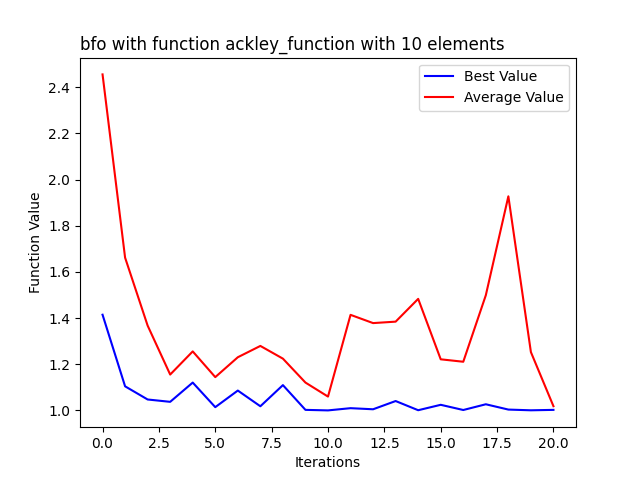 bfo with function ackley_function with 10 elements
Best Value
Average Value
Function Value
2.4
2.2
2.0
1.8
1.6
1.4
1.2
1.0
0.0 2.5 5.0 7.5 10.0 12.5 15.0 17.5 20.0
Iterations